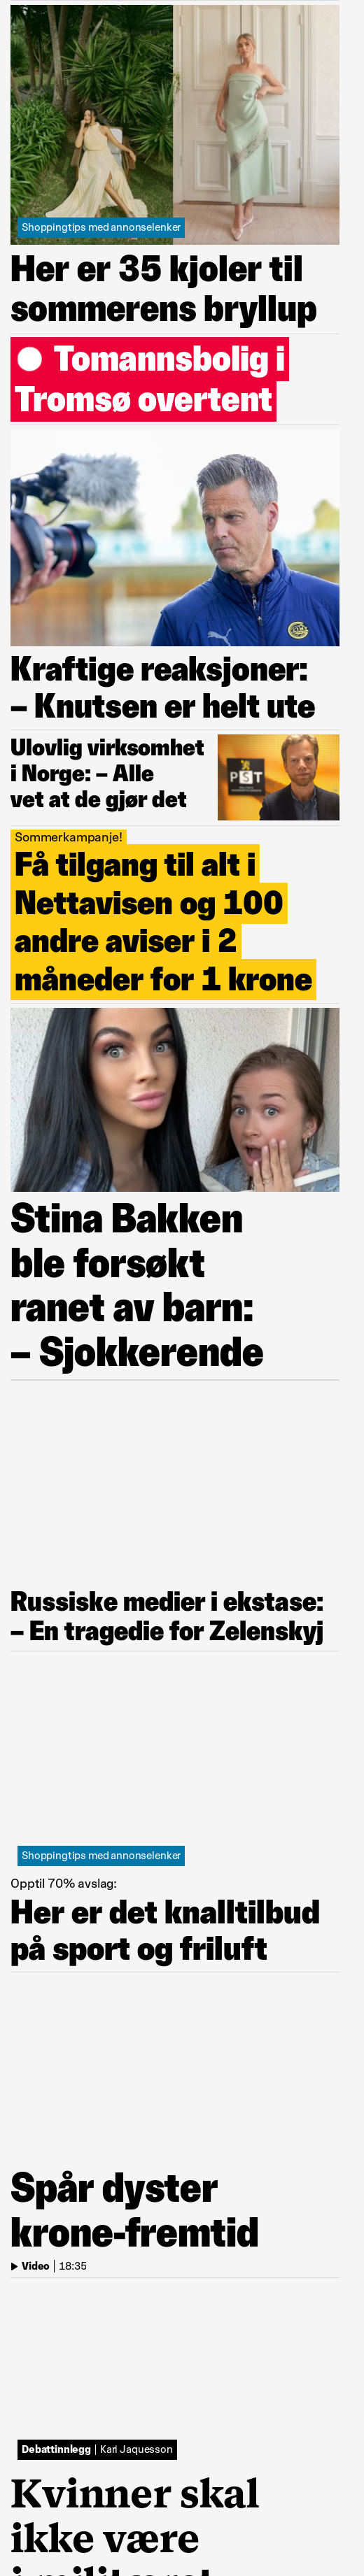 Shoppingtips med annonselenker
Her er 35 kjoler til
sommerens bryllup
Tomannsbolig i
Tromsø overtent
Kraftige reaksjoner:
– Knutsen er helt ute
Ulovlig virksomhet
i Norge: – Alle
vet at de gjør det
PST
Sommerkampanje!
Få tilgang til alt i
Nettavisen og 100
andre aviser i 2
måneder for 1 krone
Stina Bakken
ble forsøkt
ranet av barn:
– Sjokkerende
Russiske medier i ekstase:
– En tragedie for Zelenskyj
Shoppingtips med annonselenker
Opptil 70% avslag:
Her er det knalltilbud
på sport og friluft
Spår dyster
krone-fremtid
Video | 18:35
Debattinnlegg | Kari Jaquesson
Kvinner skal
ikke være